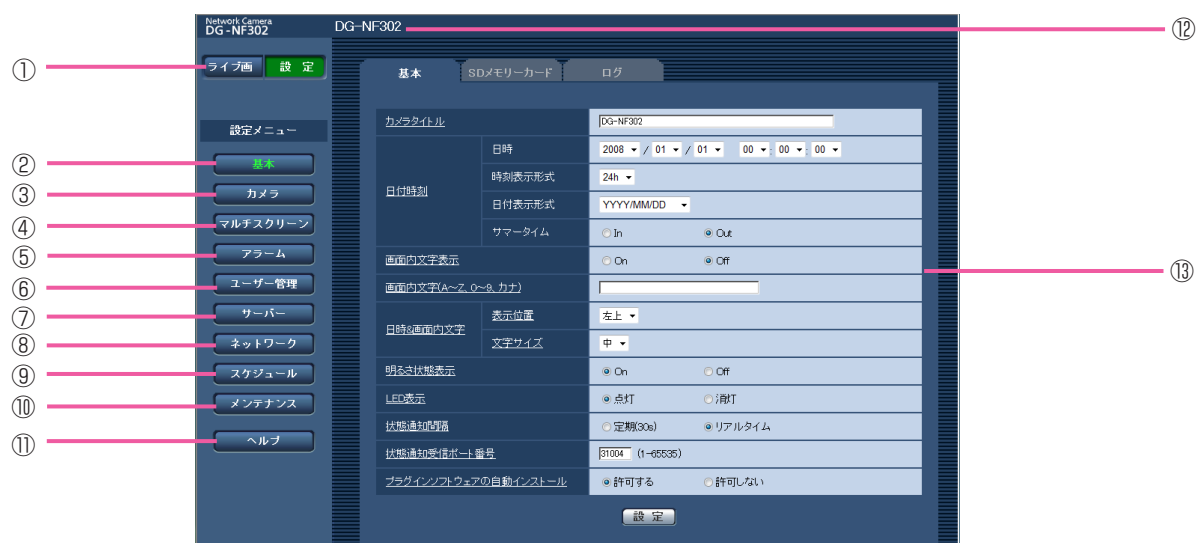 Network Camera
DG-NF302
DG-NF302
⑫
①
ライブ画 設 定
基本 SDメモリーカード ログ
設定メニュー
② 基本
③ カメラ
④ マルチスクリーン
⑤ アラーム
⑥ ユーザー管理
⑦ サーバー
⑧ ネットワーク
⑨ スケジュール
⑩ メンテナンス
⑪ ヘルプ
カメラタイトル DG-NF302
日付時刻
日時 2008 / 01 / 01 00 : 00 : 00
時刻表示形式 24h
日付表示形式 YYYY/MM/DD
サマータイム In Out
画面内文字表示 On Off
⑬
画面内文字(A～Z、0～9、カナ)
日時&画面内文字
表示位置 左上
文字サイズ 中
明るさ状態表示 On Off
LED表示 点灯 消灯
状態通知間隔 定期(30s) リアルタイム
状態通知受信ポート番号 31004 (1-65535)
プラグインソフトウェアの自動インストール 許可する 許可しない
設 定